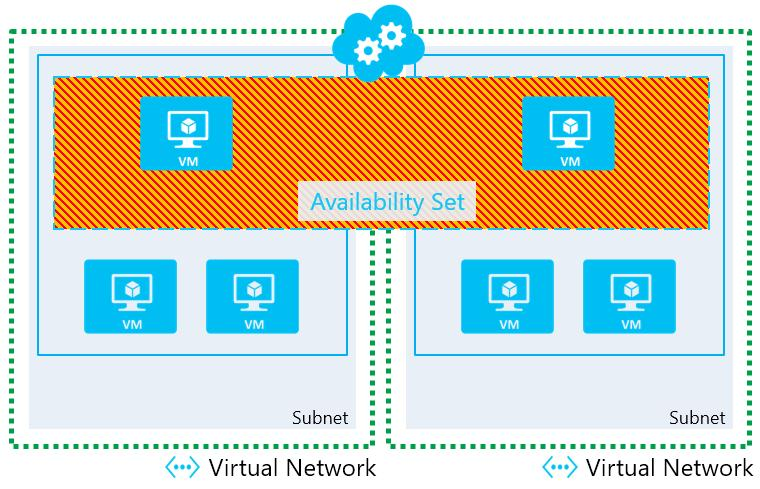 VM
VM
Availability Set
VM
VM
VM
VM
Subnet
Subnet
Virtual Network
Virtual Network